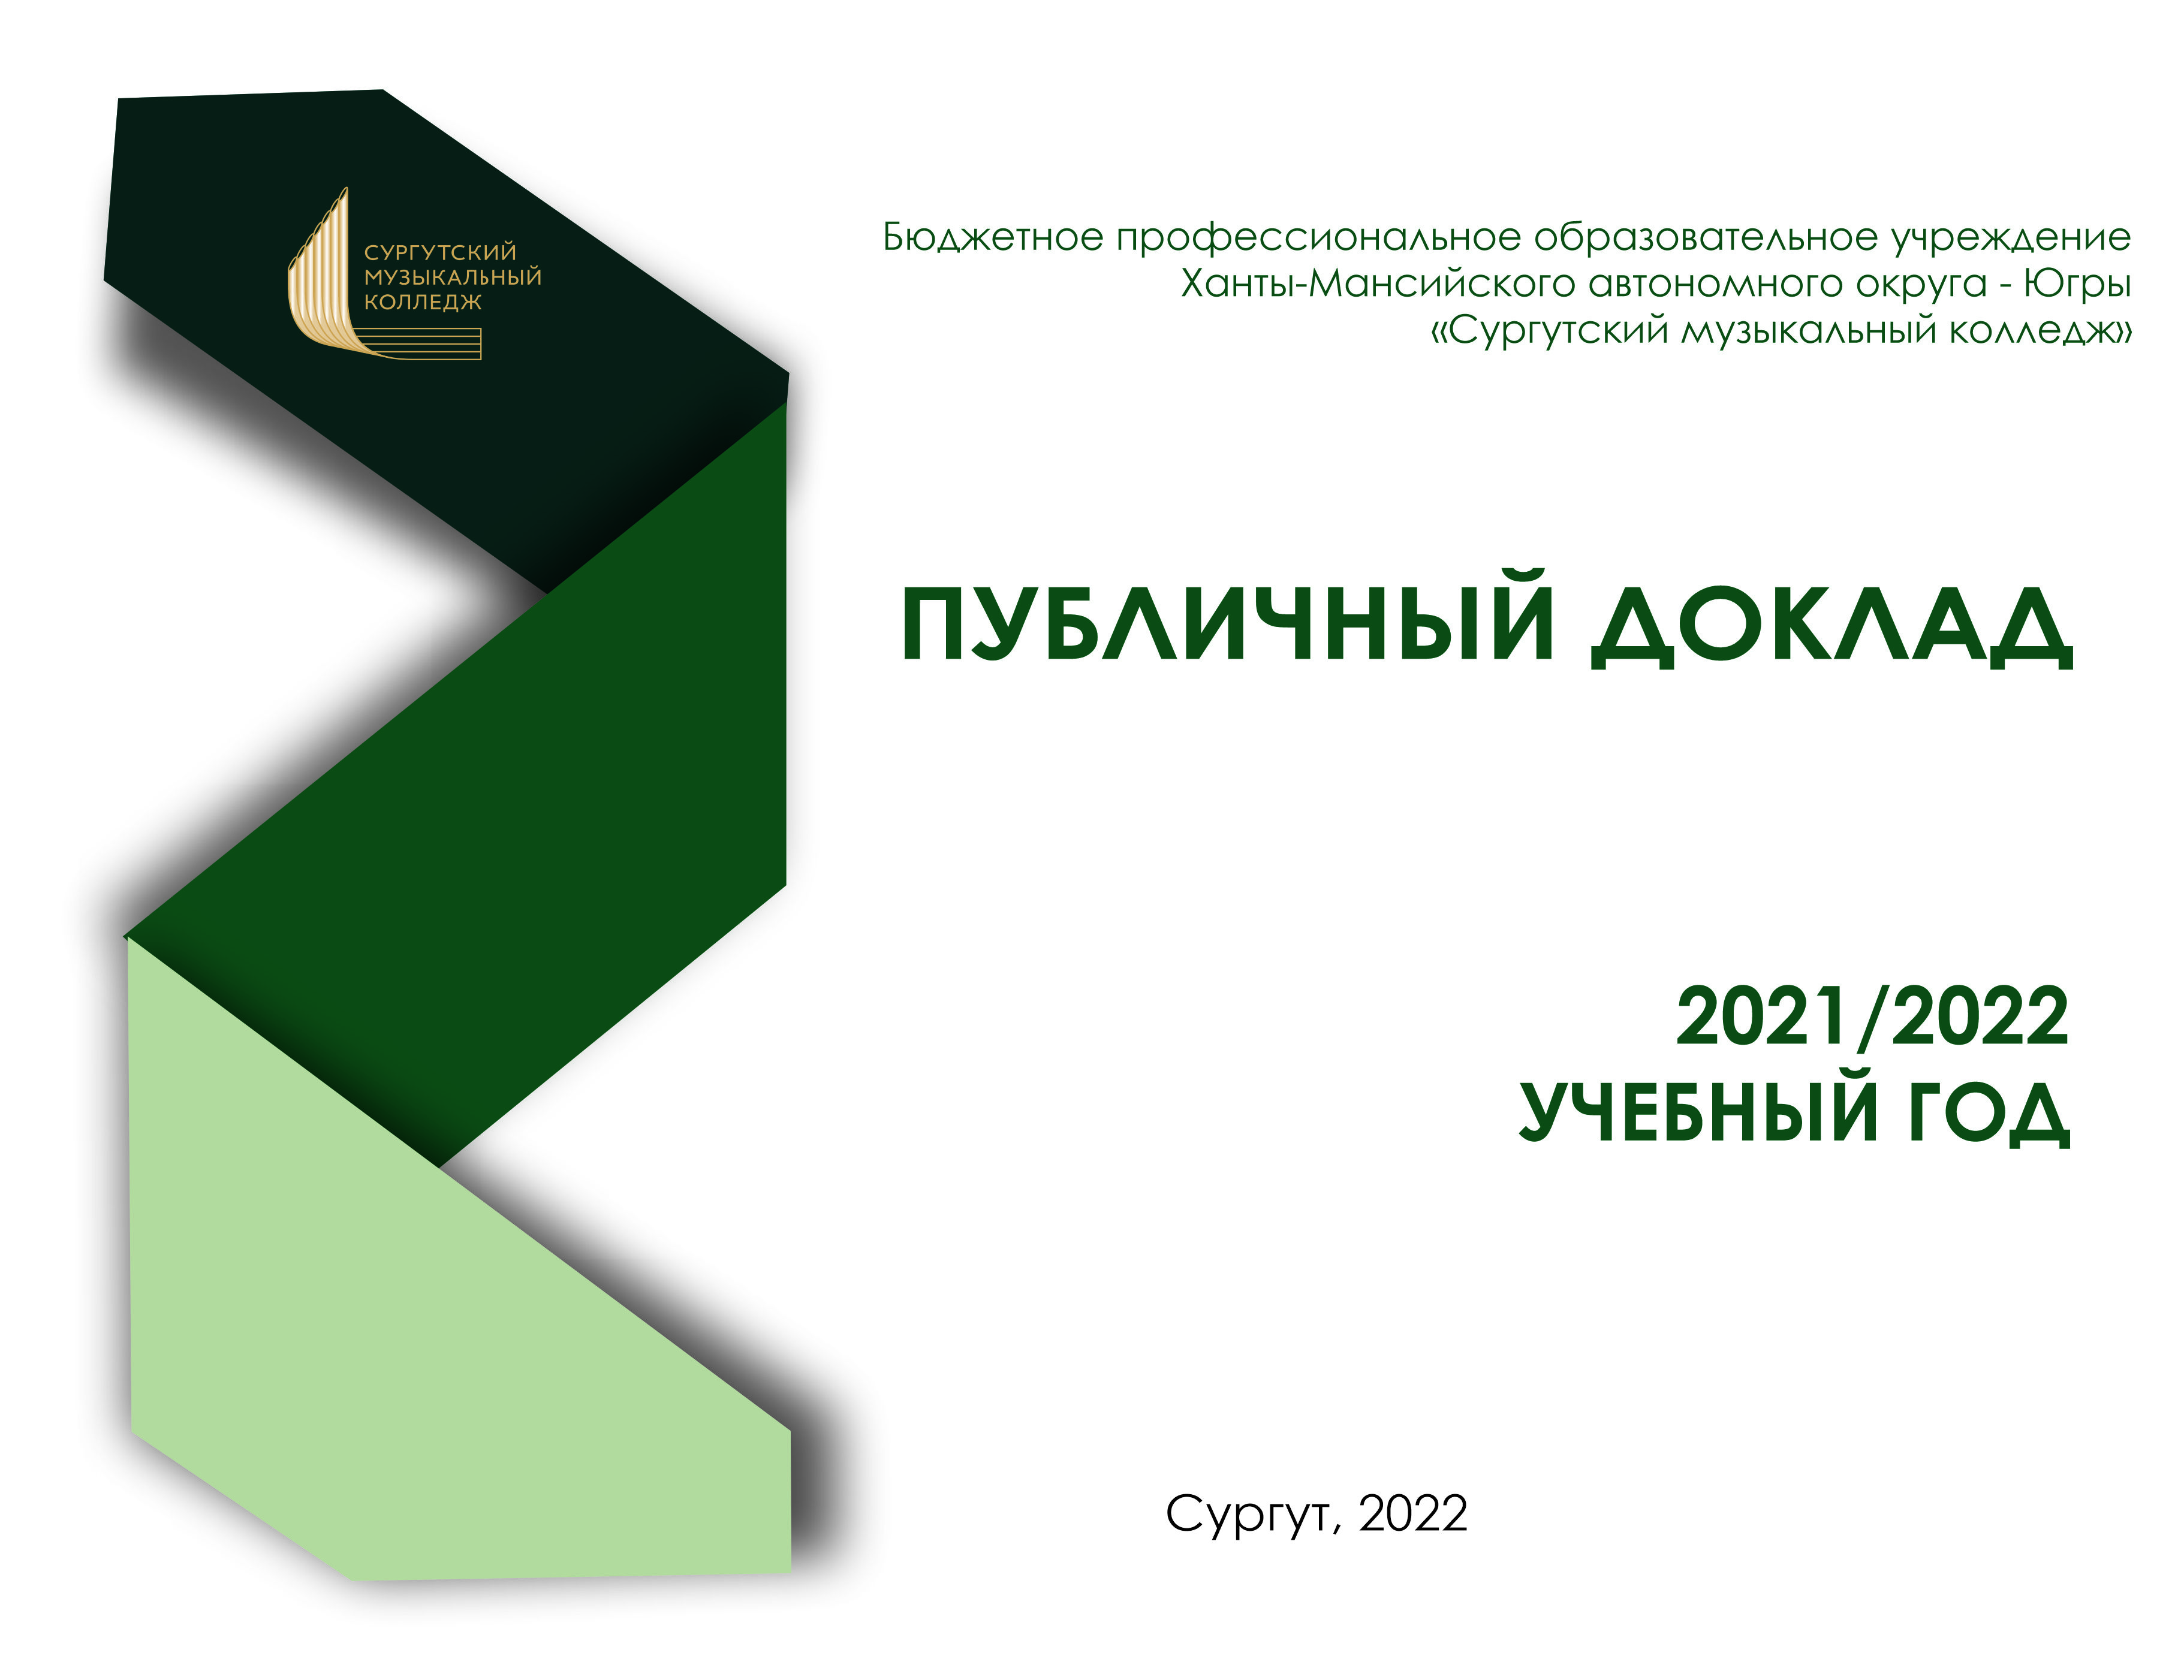 СУРГУТСКИЙ
МУЗЫКАЛЬНЫЙ
КОЛЛЕДЖ
Бюджетное профессиональное образовательное учреждение
Ханты-Мансийского автономного округа - Югры
«Сургутский музыкальный колледж»
ПУБЛИЧНЫЙ ДОКЛАД
2021/2022
УЧЕБНЫЙ ГОД
Сургут, 2022